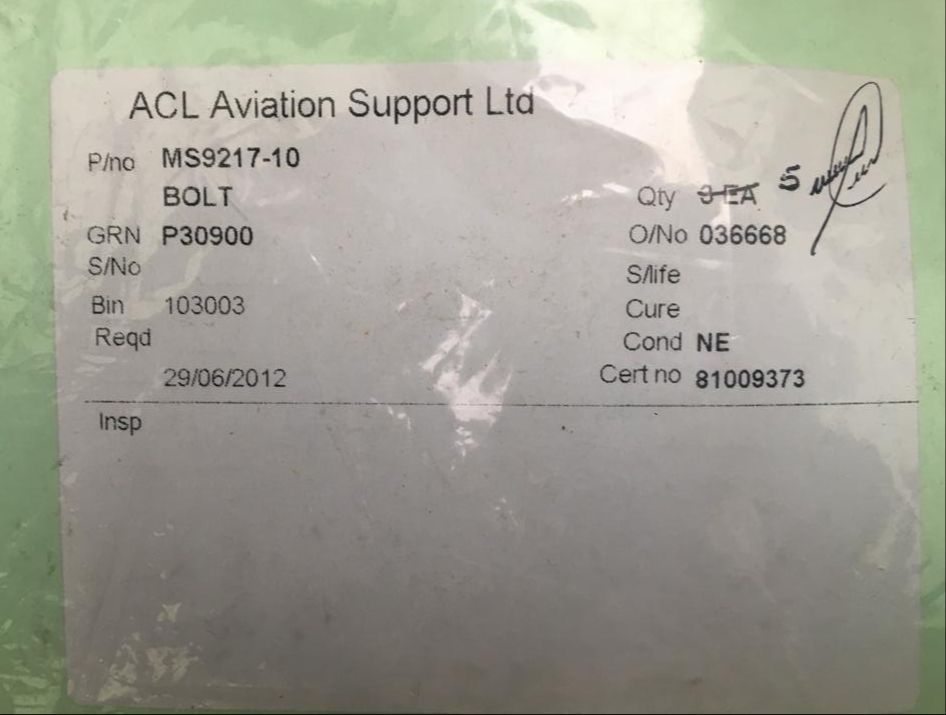 ACL Aviation Support Ltd
P/no MS9217-10
BOLT
Qty EA 5
GRN P30900
O/No 036668
S/No
S/life
Bin 103003
Cure
Reqd
Cond NE
29/06/2012
Cert no 81009373
Insp